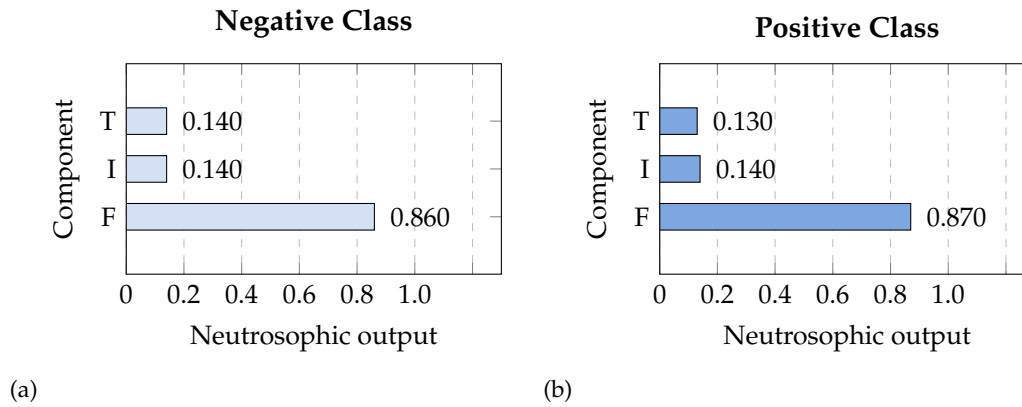 Negative Class
Component
T
0.140
I
0.140
F
0.860
0 0.2 0.4 0.6 0.8 1.0
Neutrosophic output
(a)
Positive Class
Component
T
0.130
I
0.140
F
0.870
0 0.2 0.4 0.6 0.8 1.0
Neutrosophic output
(b)